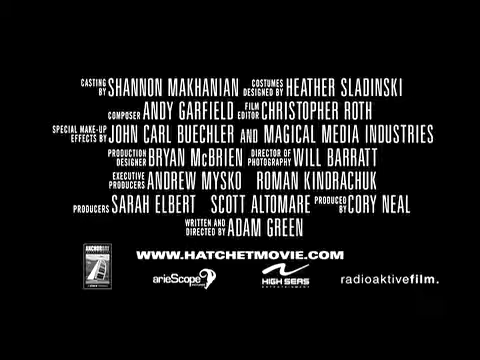 CASTING BY SHANNON MAKHANIAN COSTUMES DESIGNED BY HEATHER SLADINSKI
COMPOSER ANDY GARFIELD FILM EDITOR CHRISTOPHER ROTH
SPECIAL MAKE-UP EFFECTS BY JOHN CARL BUECHLER AND MAGICAL MEDIA INDUSTRIES
PRODUCTION DESIGNER BRYAN McBRIEN DIRECTOR OF PHOTOGRAPHY WILL BARRATT
EXECUTIVE PRODUCERS ANDREW MYSKO ROMAN KINDRACHUK
PRODUCERS SARAH ELBERT SCOTT ALTOMARE PRODUCED BY CORY NEAL
WRITTEN AND DIRECTED BY ADAM GREEN
WWW.HATCHETMOVIE.COM
ANCHOR BAY
arieScope
HIGH SEAS
ENTERTAINMENT
radioaktivefilm.